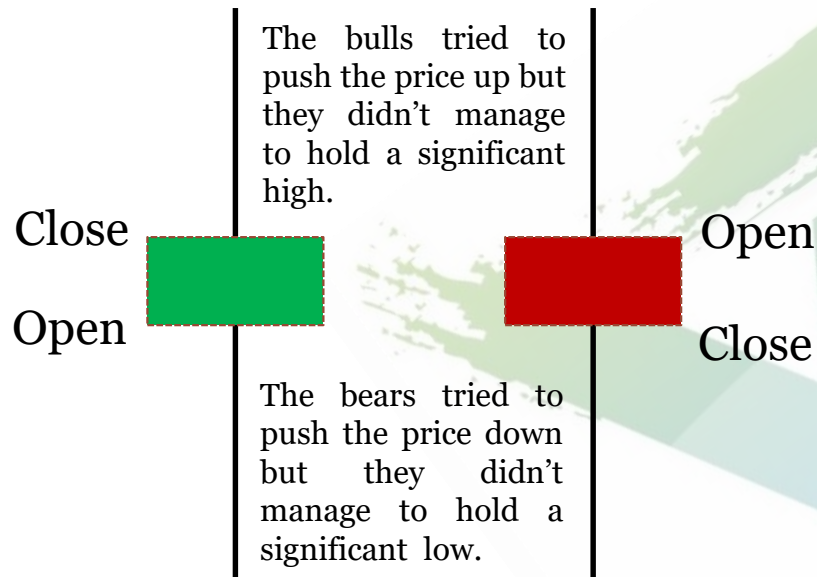 The bulls tried to
push the price up but
they didn’t manage
to hold a significant
high.
Close
Open
Open
Close
The bears tried to
push the price down
but they didn’t
manage to hold a
significant low.